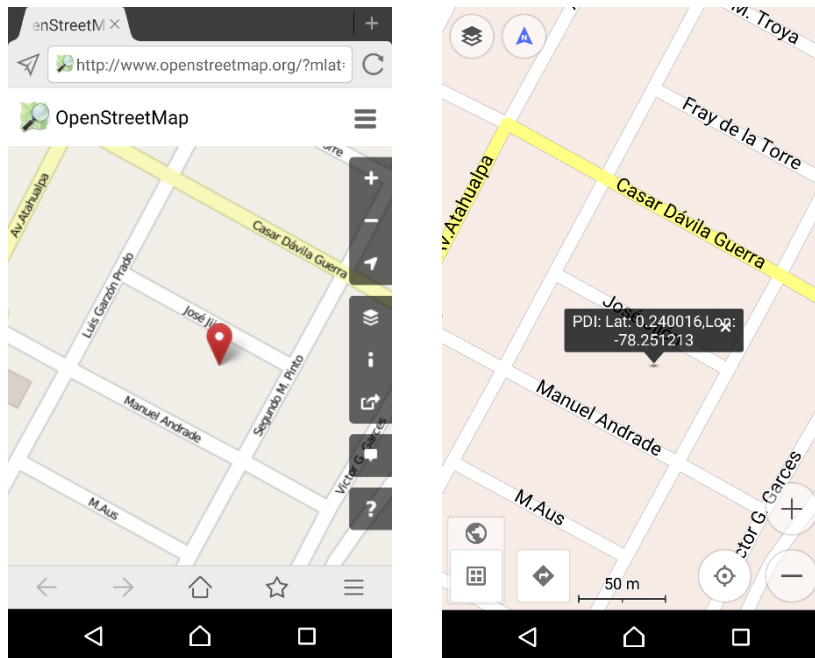 enStreetM
http://www.openstreetmap.org/?mlat=
OpenStreetMap
Av.Atahualpa
Casar Dávila Guerra
Luis Garzón Prado
José Jij
Segundo M. Pinto
Manuel Andrade
Victor G. Garces
M.Aus
?
M. Troya
Fray de la Torre
Av.Atahualpa
Casar Dávila Guerra
José
PDI: Lat: 0.240016,Lon:
-78.251213
Manuel Andrade
ctor G. Garces
M.Aus
50 m